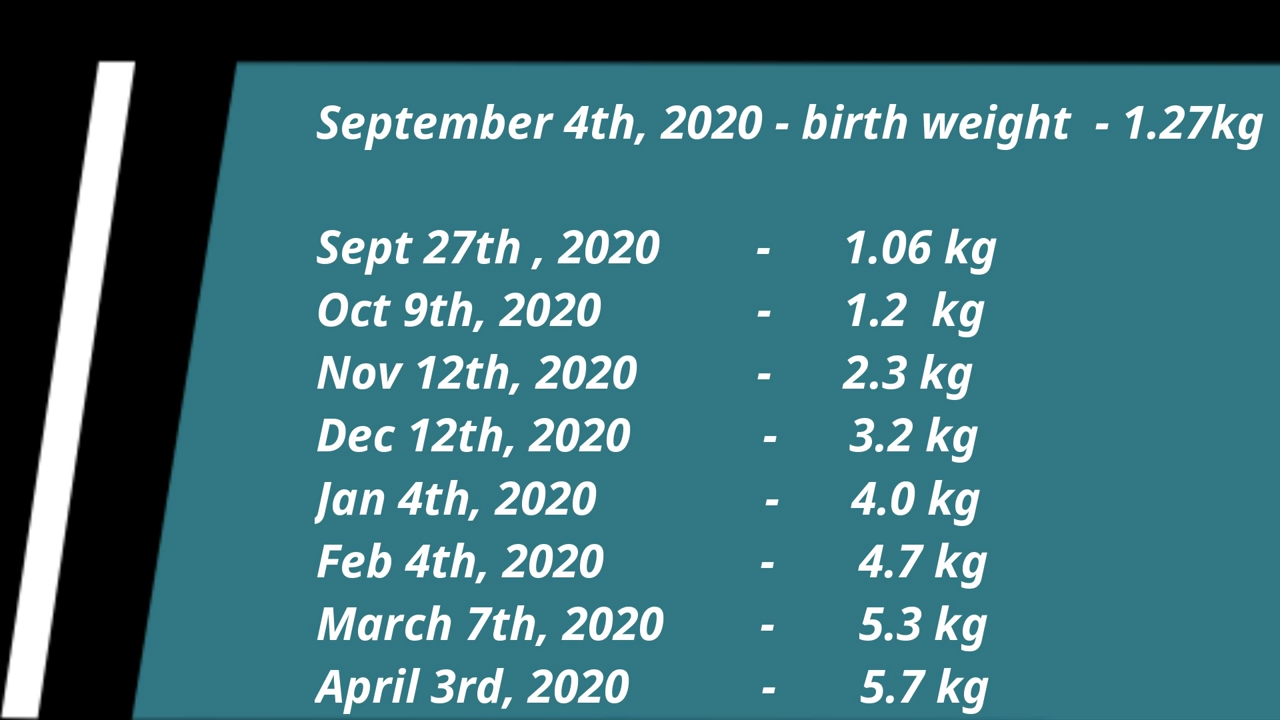 September 4th, 2020 - birth weight - 1.27kg
Sept 27th , 2020 - 1.06 kg
Oct 9th, 2020 - 1.2 kg
Nov 12th, 2020 - 2.3 kg
Dec 12th, 2020 - 3.2 kg
Jan 4th, 2020 - 4.0 kg
Feb 4th, 2020 - 4.7 kg
March 7th, 2020 - 5.3 kg
April 3rd, 2020 - 5.7 kg